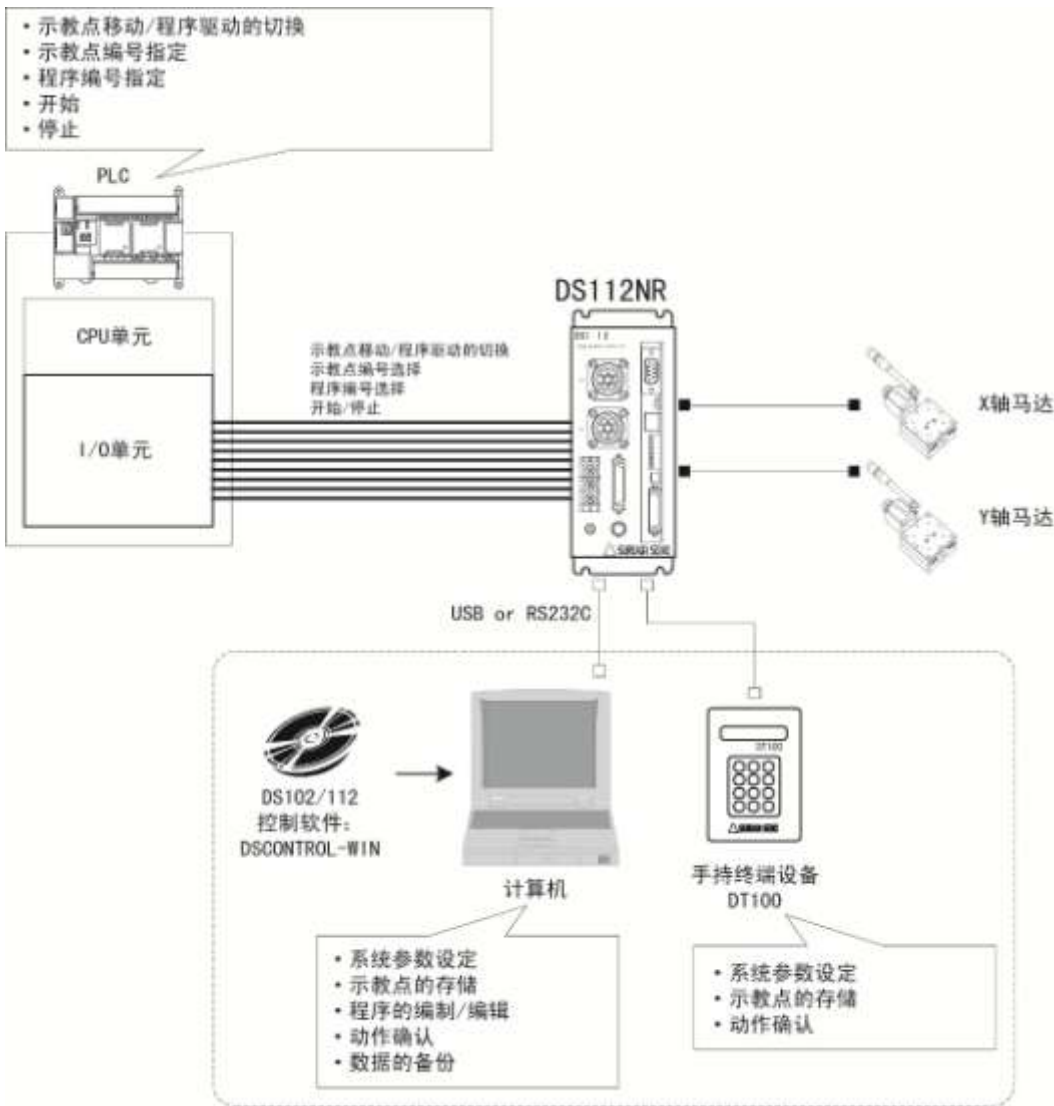 ・示教点移动/程序驱动的切换
・示教点编号指定
・程序编号指定
・开始
・停止
PLC
CPU单元
I/O单元
示教点移动/程序驱动的切换
示教点编号选择
程序编号选择
开始/停止
DS112NR
X轴马达
Y轴马达
USB or RS232C
DS102/112
控制软件:
DSCONTROL-WIN
计算机
DT100
手持终端设备
DT100
・系统参数设定
・示教点的存储
・程序的编制/编辑
・动作确认
・数据的备份
・系统参数设定
・示教点的存储
・动作确认